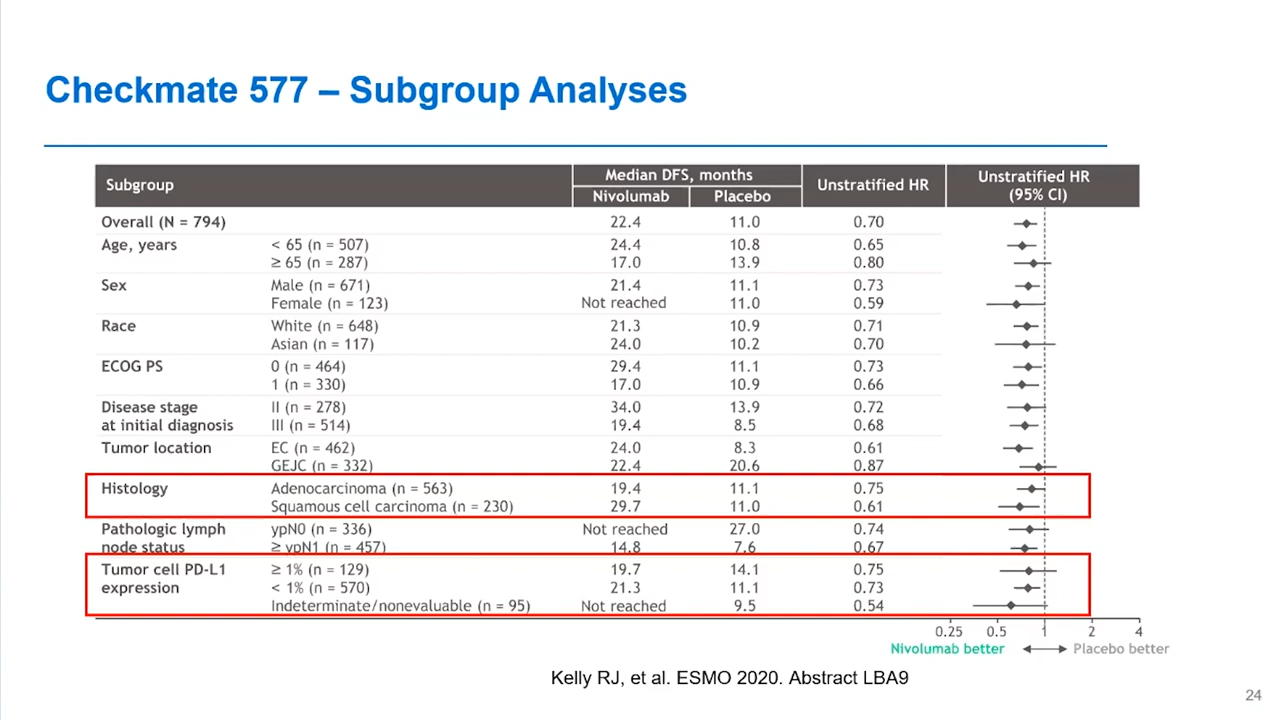 Checkmate 577 – Subgroup Analyses
Subgroup Median DFS, months Unstratified HR Unstratified HR (95% CI)
Nivolumab Placebo
Overall (N = 794) 22.4 11.0 0.70
Age, years < 65 (n = 507) 24.4 10.8 0.65
≥ 65 (n = 287) 17.0 13.9 0.80
Sex Male (n = 671) 21.4 11.1 0.73
Female (n = 123) Not reached 11.0 0.59
Race White (n = 648) 21.3 10.9 0.71
Asian (n = 117) 24.0 10.2 0.70
ECOG PS 0 (n = 464) 29.4 11.1 0.73
1 (n = 330) 17.0 10.9 0.66
Disease stage II (n = 278) 34.0 13.9 0.72
at initial diagnosis III (n = 514) 19.4 8.5 0.68
Tumor location EC (n = 462) 24.0 8.3 0.61
GEJC (n = 332) 22.4 20.6 0.87
Histology Adenocarcinoma (n = 563) 19.4 11.1 0.75
Squamous cell carcinoma (n = 230) 29.7 11.0 0.61
Pathologic lymph ypN0 (n = 336) Not reached 27.0 0.74
node status ≥ ypN1 (n = 457) 14.8 7.6 0.67
Tumor cell PD-L1 ≥ 1% (n = 129) 19.7 14.1 0.75
expression < 1% (n = 570) 21.3 11.1 0.73
Indeterminate/nonevaluable (n = 95) Not reached 9.5 0.54
0.25 0.5 1 2 4
Nivolumab better Placebo better
Kelly RJ, et al. ESMO 2020. Abstract LBA9
24